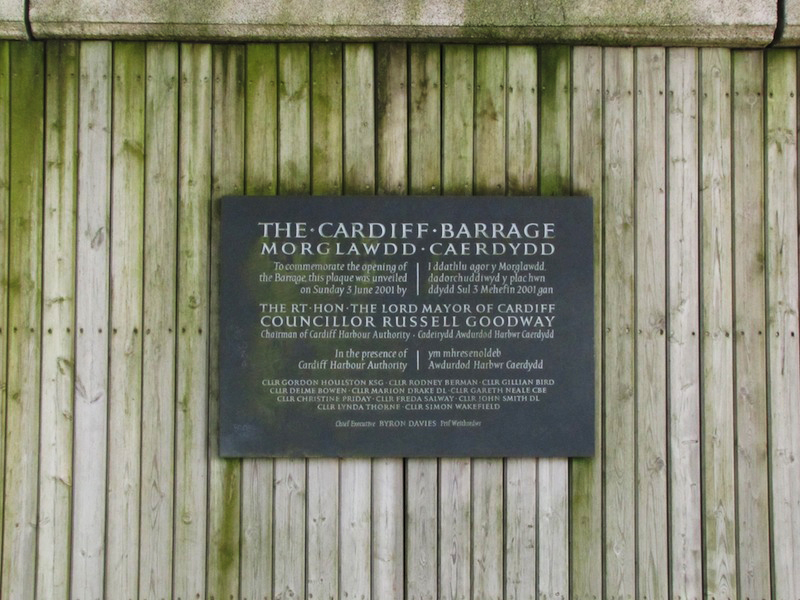 THE·CARDIFF·BARRAGE
MORGLAWDD·CAERDYDD
To commemorate the opening of
the Barrage, this plaque was unveiled
on Sunday 3 June 2001 by
I ddathlu agor y Morglawdd,
dadorchuddiwyd y plac hwn
ddydd Sul 3 Mehefin 2001 gan
THE RT·HON·THE LORD MAYOR OF CARDIFF
COUNCILLOR RUSSELL GOODWAY
Chairman of Cardiff Harbour Authority · Cadeirydd Awdurdod Harbwr Caerdydd
In the presence of
Cardiff Harbour Authority
ym mhresenoldeb
Awdurdod Harbwr Caerdydd
CLLR GORDON HOULSTON KSG · CLLR RODNEY BERMAN · CLLR GILLIAN BIRD
CLLR DELME BOWEN · CLLR MARION DRAKE DL · CLLR GARETH NEALE CBE
CLLR CHRISTINE PRIDAY · CLLR FREDA SALWAY · CLLR JOHN SMITH DL
CLLR LYNDA THORNE · CLLR SIMON WAKEFIELD
Chief Executive BYRON DAVIES Prif Weithredwr